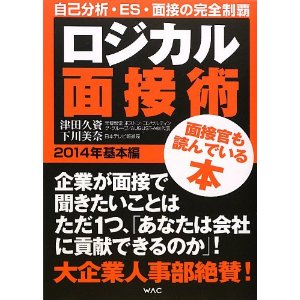 自己分析・ES・面接の完全制覇
ロジカル
面接術
津田久資
下川美奈
2014年基本編
面接官も
読んでいる
本
企業が面接で
聞きたいことは
ただ1つ、「あなたは会社
に貢献できるのか」!
大企業人事部絶賛!
WAC